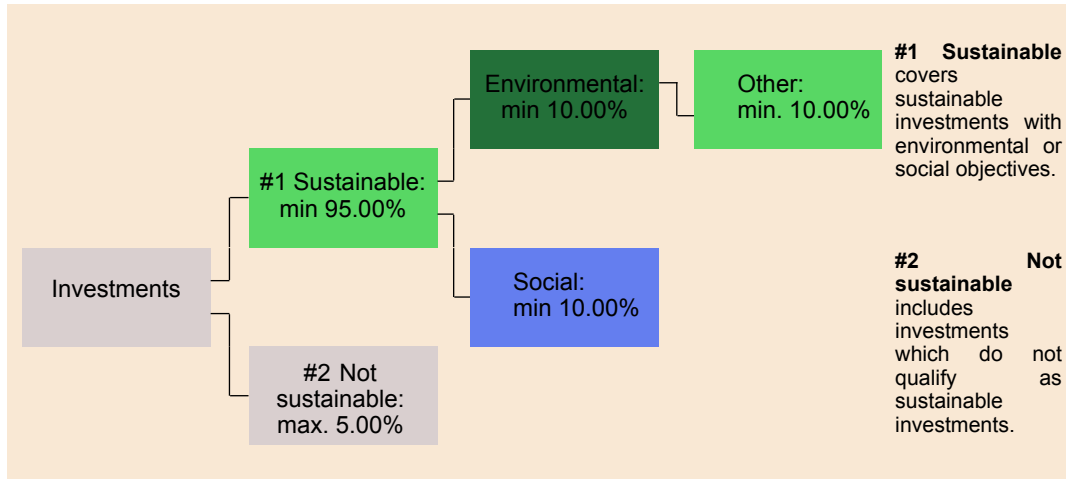 Environmental:
min 10.00%
Other:
min. 10.00%
#1 Sustainable:
min 95.00%
Investments
Social:
min 10.00%
#2 Not
sustainable:
max. 5.00%
#1 Sustainable
covers
sustainable
investments with
environmental or
social objectives.
#2 Not
sustainable
includes
investments
which do not
qualify as
sustainable
investments.